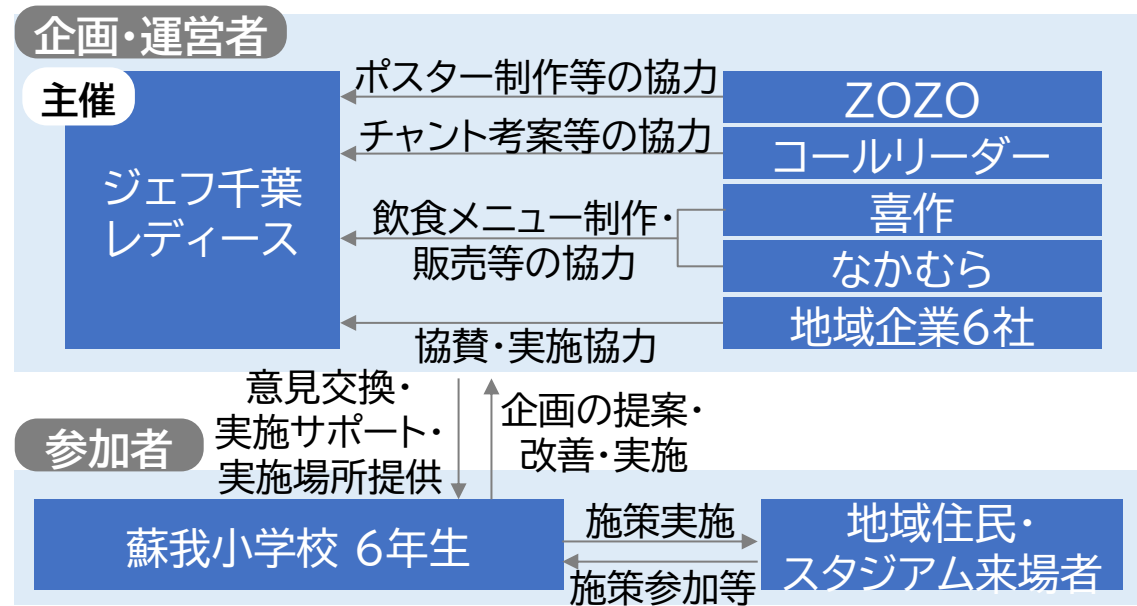 企画・運営者
主催
ジェフ千葉
レディース
ポスター制作等の協力
ZOZO
チャント考案等の協力
コールリーダー
飲食メニュー制作・
販売等の協力
喜作
なかむら
協賛・実施協力
地域企業6社
意見交換・
実施サポート・
実施場所提供
企画の提案・
改善・実施
参加者
蘇我小学校 6年生
施策実施
施策参加等
地域住民・
スタジアム来場者